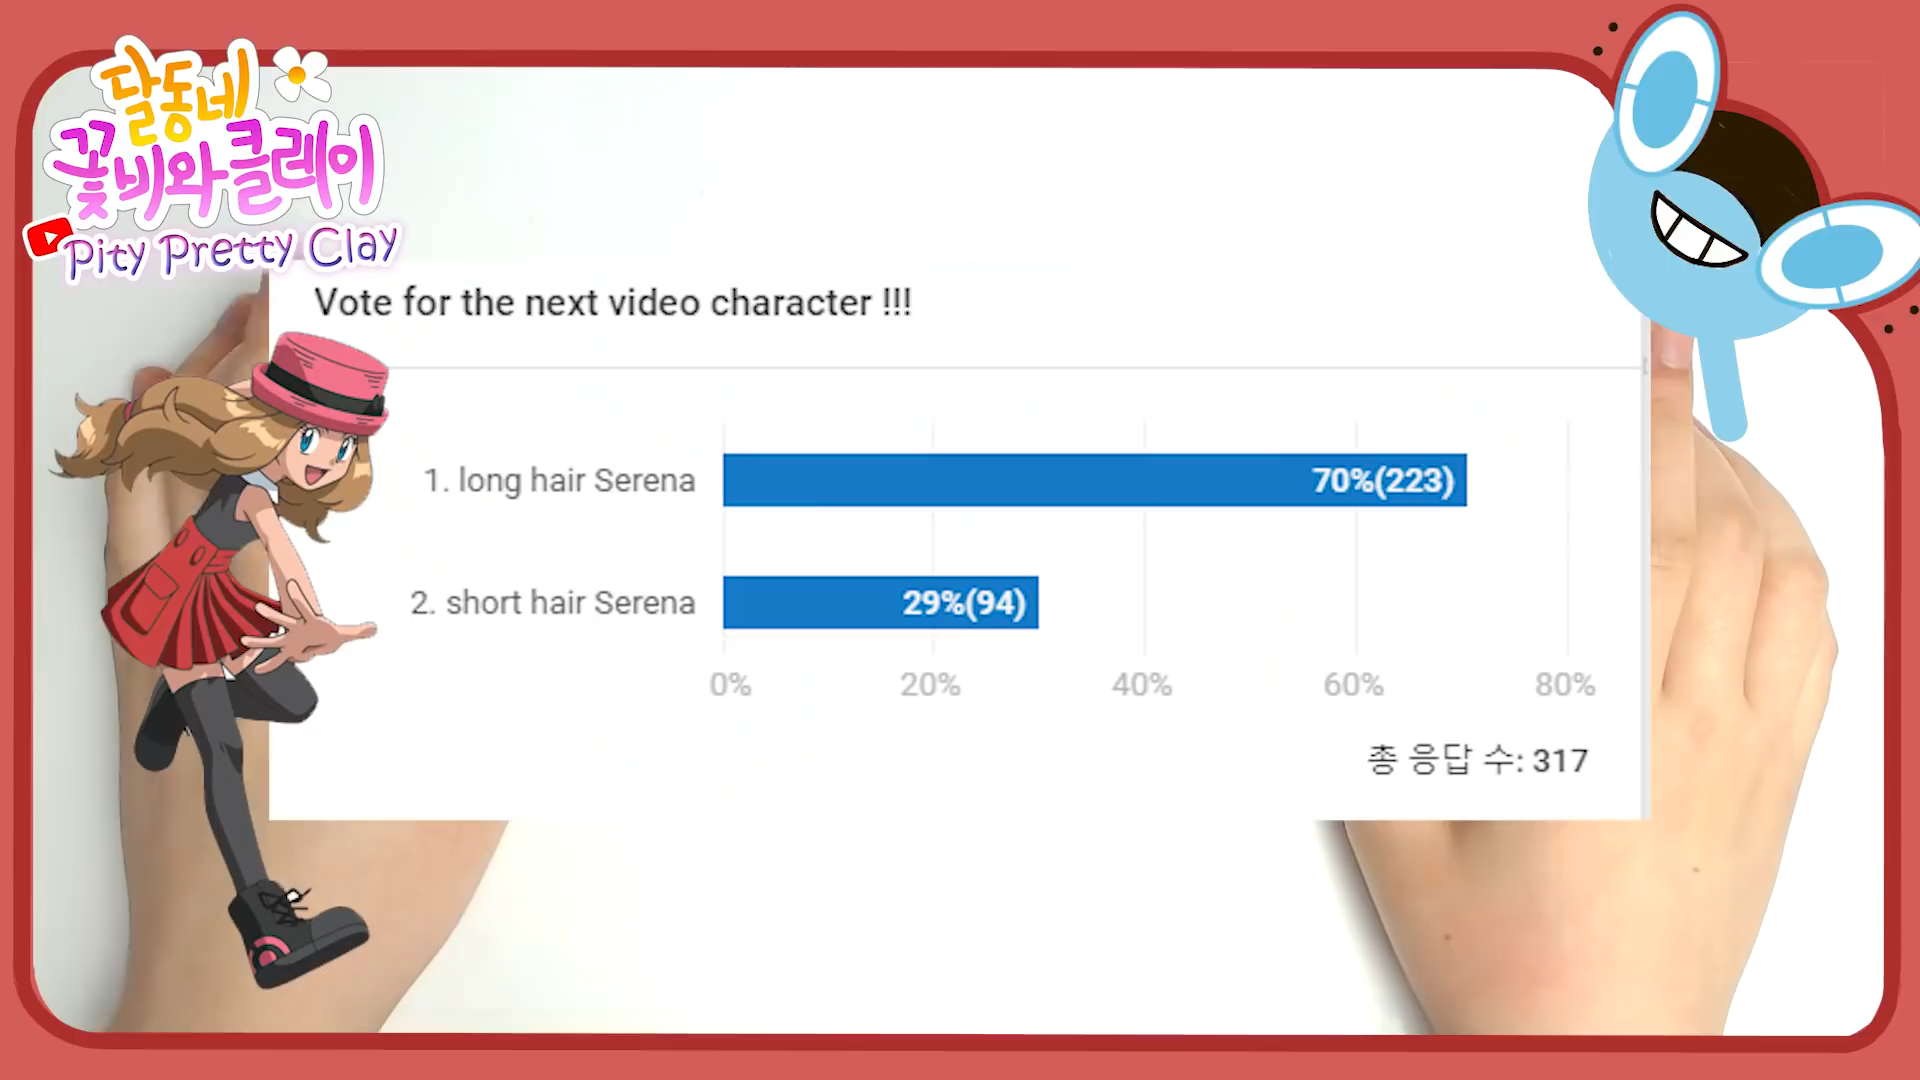 달동네
꽃비와클레이
Pity Pretty Clay
Vote for the next video character !!!
1. long hair Serena
70%(223)
2. short hair Serena
29%(94)
0% 20% 40% 60% 80%
총 응답 수: 317